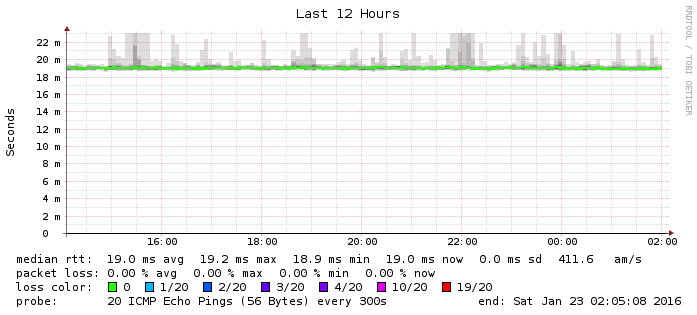 Last 12 Hours
RRDTOOL / TOBI OETIKER
Seconds
22 m
20 m
18 m
16 m
14 m
12 m
10 m
8 m
6 m
4 m
2 m
0
16:00 18:00 20:00 22:00 00:00 02:00
median rtt: 19.0 ms avg 19.2 ms max 18.9 ms min 19.0 ms now 0.0 ms sd 411.6 am/s
packet loss: 0.00 % avg 0.00 % max 0.00 % min 0.00 % now
loss color: 0 1/20 2/20 3/20 4/20 10/20 19/20
probe: 20 ICMP Echo Pings (56 Bytes) every 300s end: Sat Jan 23 02:05:08 2016